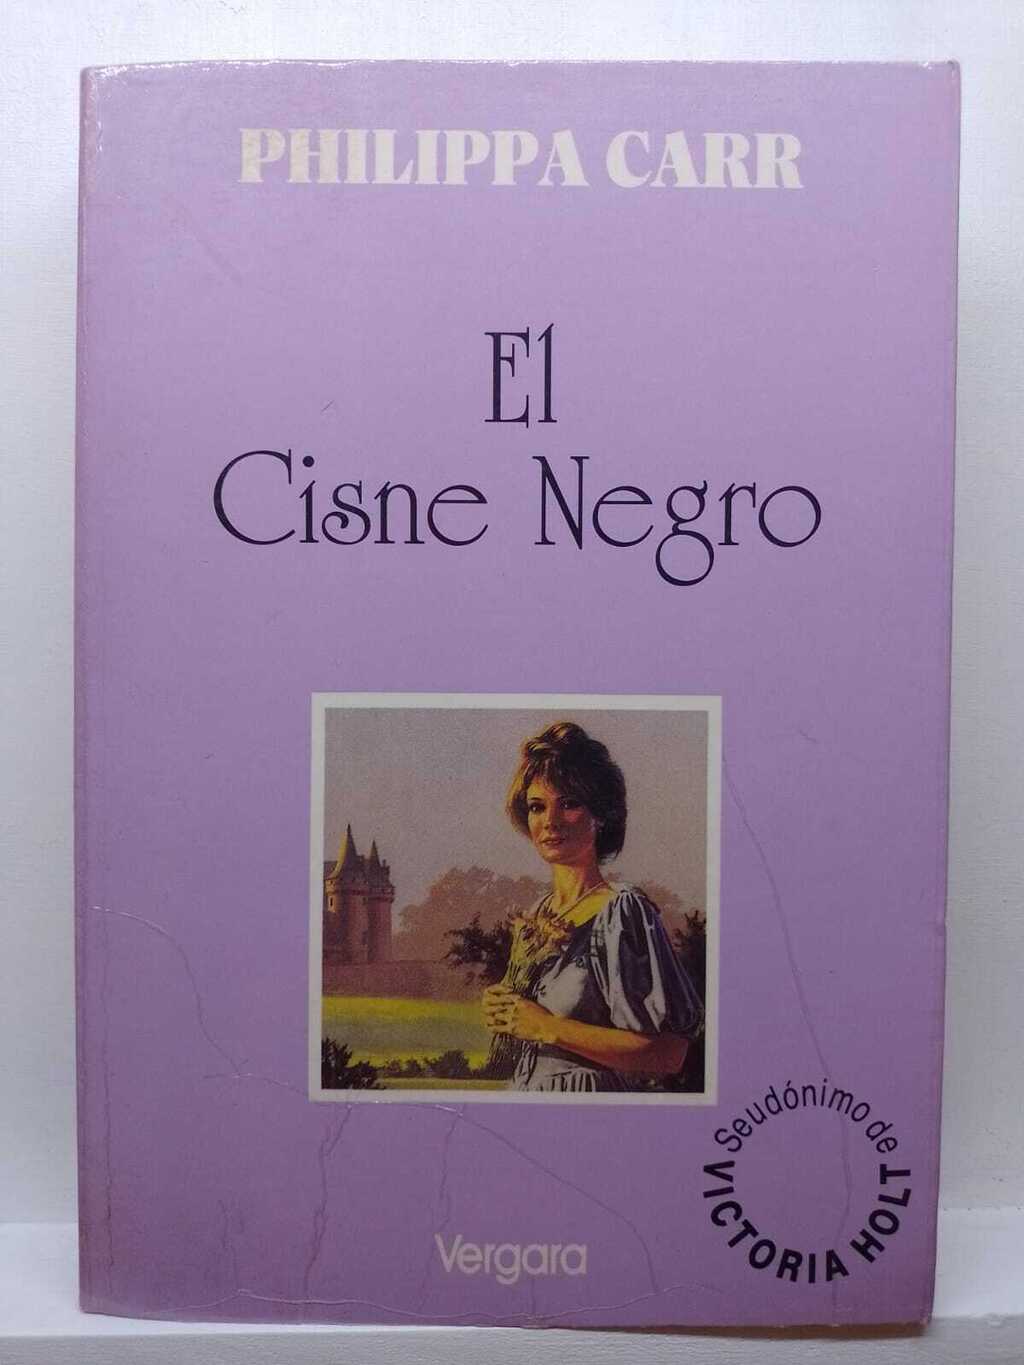 PHILIPPA CARR
El
Cisne Negro
Seudónimo de
VICTORIA HOLT
Vergara